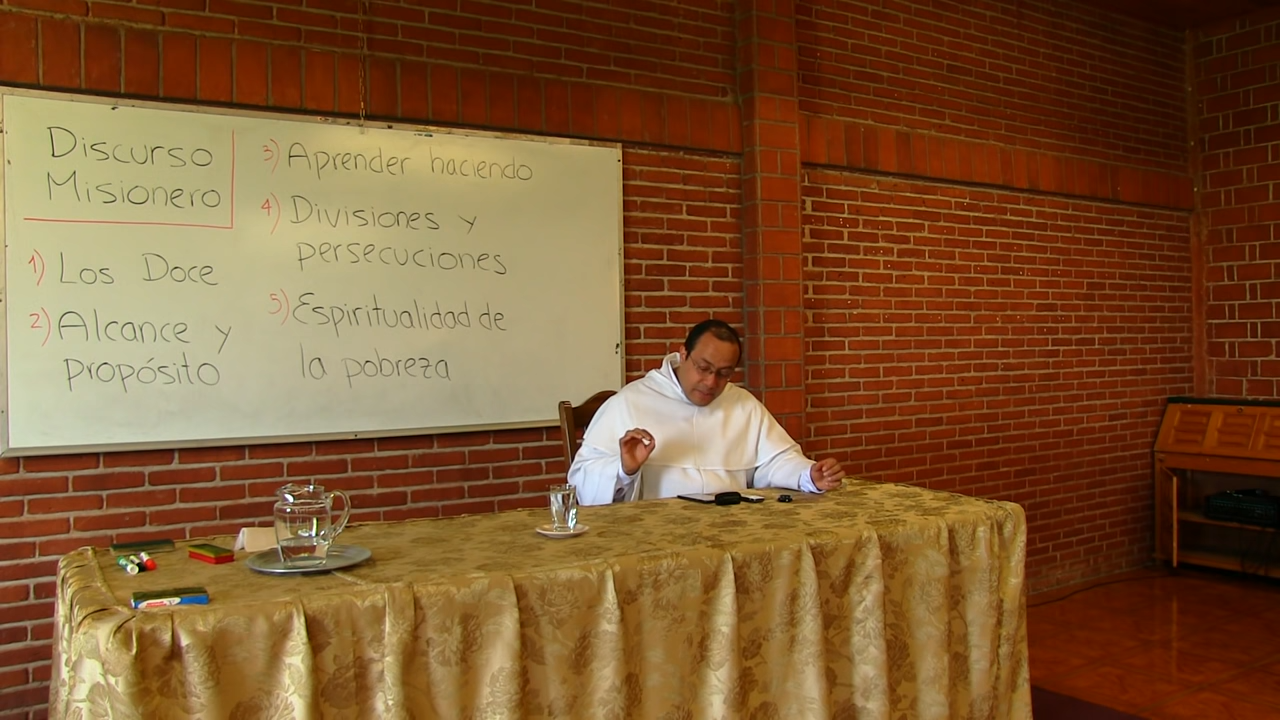 Discurso
Misionero
1) Los Doce
2) Alcance y
propósito
3) Aprender haciendo
4) Divisiones y
persecuciones
5) Espiritualidad de
la pobreza